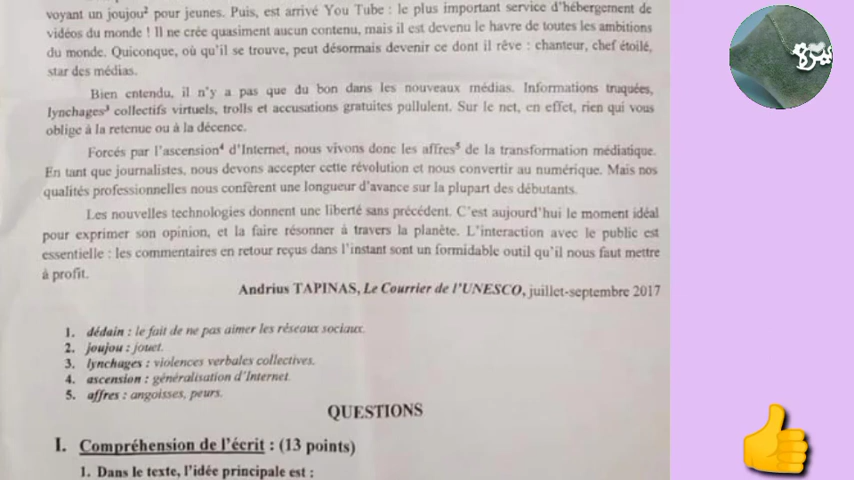 voyant un joujou² pour jeunes. Puis, est arrivé You Tube : le plus important service d'hébergement de
vidéos du monde ! Il ne crée quasiment aucun contenu, mais il est devenu le havre de toutes les ambitions
du monde. Quiconque, où qu'il se trouve, peut désormais devenir ce dont il rêve : chanteur, chef étoilé,
star des médias.
Bien entendu, il n'y a pas que du bon dans les nouveaux médias. Informations truquées,
lynchages³ collectifs virtuels, trolls et accusations gratuites pullulent. Sur le net, en effet, rien qui vous
oblige à la retenue ou à la décence.
Forcés par l'ascension⁴ d'Internet, nous vivons donc les affres⁵ de la transformation médiatique.
En tant que journalistes, nous devons accepter cette révolution et nous convertir au numérique. Mais nos
qualités professionnelles nous confèrent une longueur d'avance sur la plupart des débutants.
Les nouvelles technologies donnent une liberté sans précédent. C'est aujourd'hui le moment idéal
pour exprimer son opinion, et la faire résonner à travers la planète. L'interaction avec le public est
essentielle : les commentaires en retour reçus dans l'instant sont un formidable outil qu'il nous faut mettre
à profit.
Andrius TAPINAS, Le Courrier de l'UNESCO, juillet-septembre 2017
1. dédain : le fait de ne pas aimer les réseaux sociaux.
2. joujou : jouet.
3. lynchages : violences verbales collectives.
4. ascension : généralisation d'Internet.
5. affres : angoisses, peurs.
QUESTIONS
I. Compréhension de l'écrit : (13 points)
1. Dans le texte, l'idée principale est :